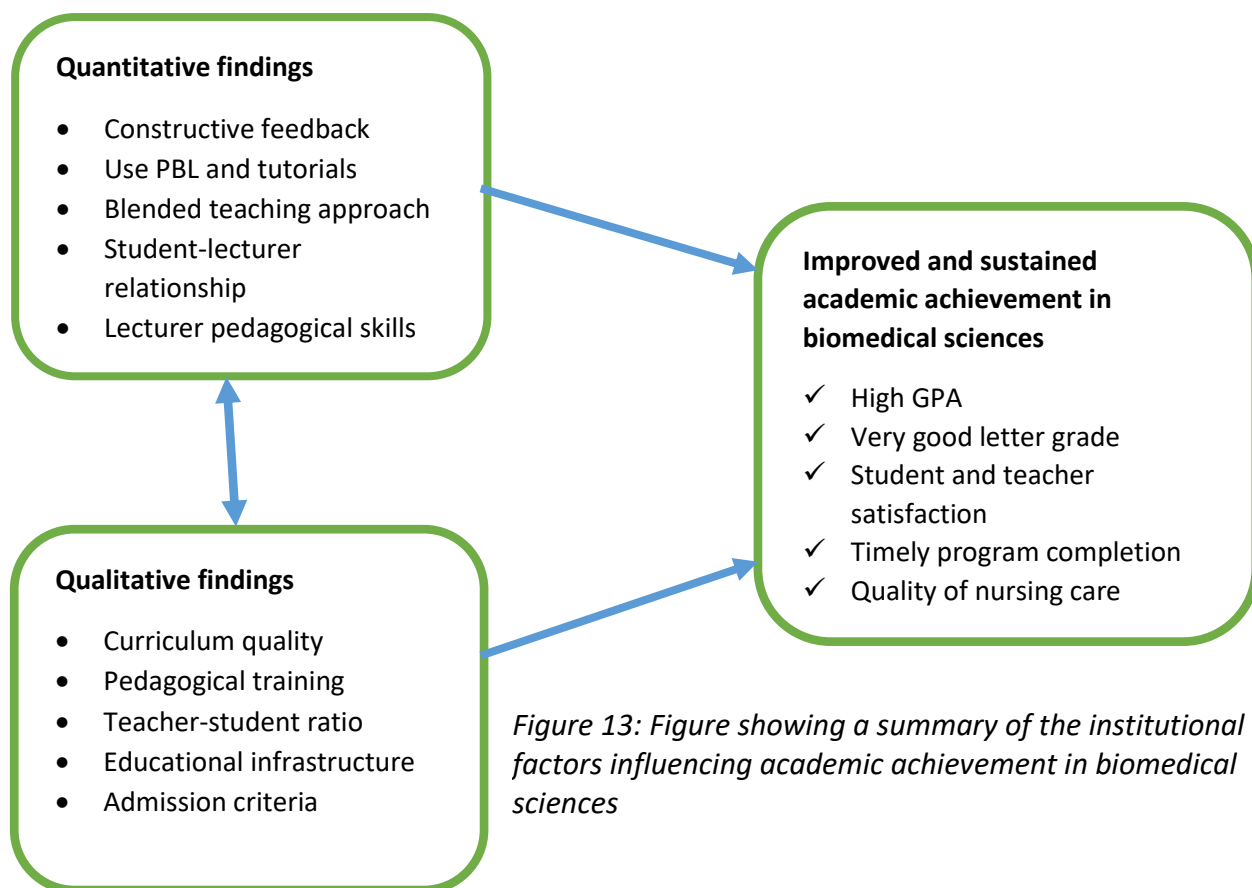 Quantitative findings
• Constructive feedback
• Use PBL and tutorials
• Blended teaching approach
• Student-lecturer
relationship
• Lecturer pedagogical skills
Improved and sustained
academic achievement in
biomedical sciences
✓ High GPA
✓ Very good letter grade
✓ Student and teacher
satisfaction
✓ Timely program completion
✓ Quality of nursing care
Qualitative findings
• Curriculum quality
• Pedagogical training
• Teacher-student ratio
• Educational infrastructure
• Admission criteria
Figure 13: Figure showing a summary of the institutional
factors influencing academic achievement in biomedical
sciences